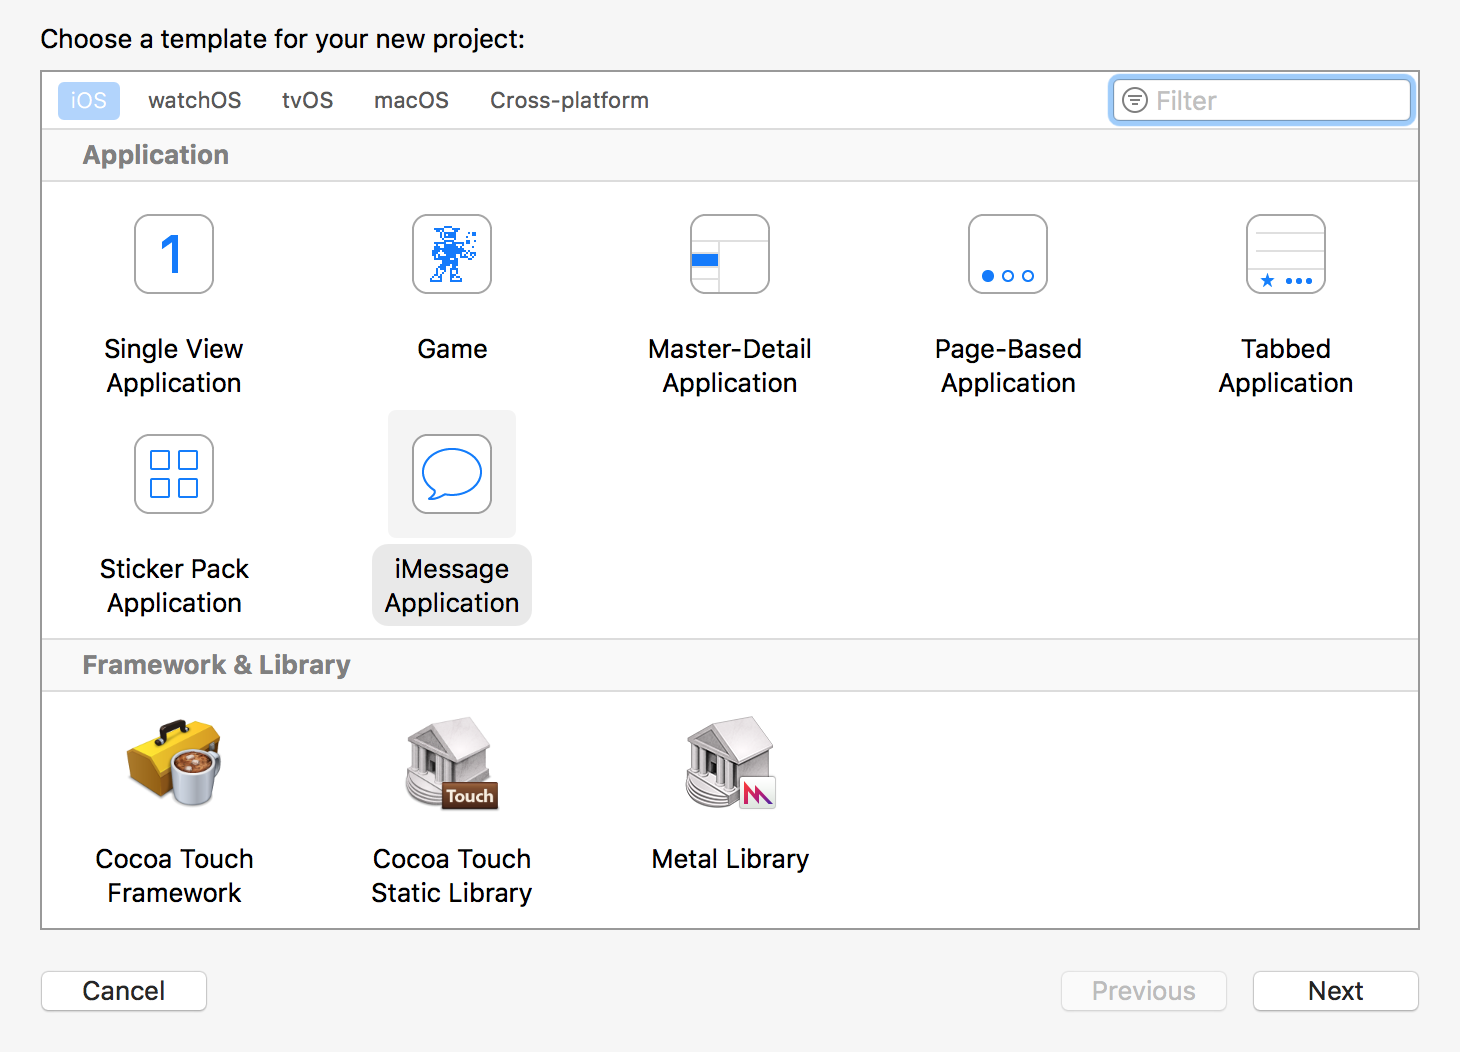 Choose a template for your new project:
iOS watchOS tvOS macOS Cross-platform Filter
Application
1
Single View Application
Game
Master-Detail Application
Page-Based Application
Tabbed Application
Sticker Pack Application
iMessage Application
Framework & Library
Touch
Cocoa Touch Framework
Cocoa Touch Static Library
Metal Library
Cancel Previous Next